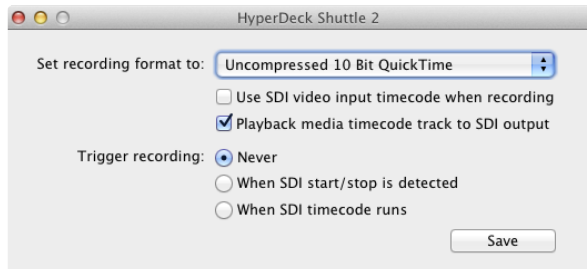 HyperDeck Shuttle 2
Set recording format to: Uncompressed 10 Bit QuickTime
Use SDI video input timecode when recording
Playback media timecode track to SDI output
Trigger recording: Never
When SDI start/stop is detected
When SDI timecode runs
Save